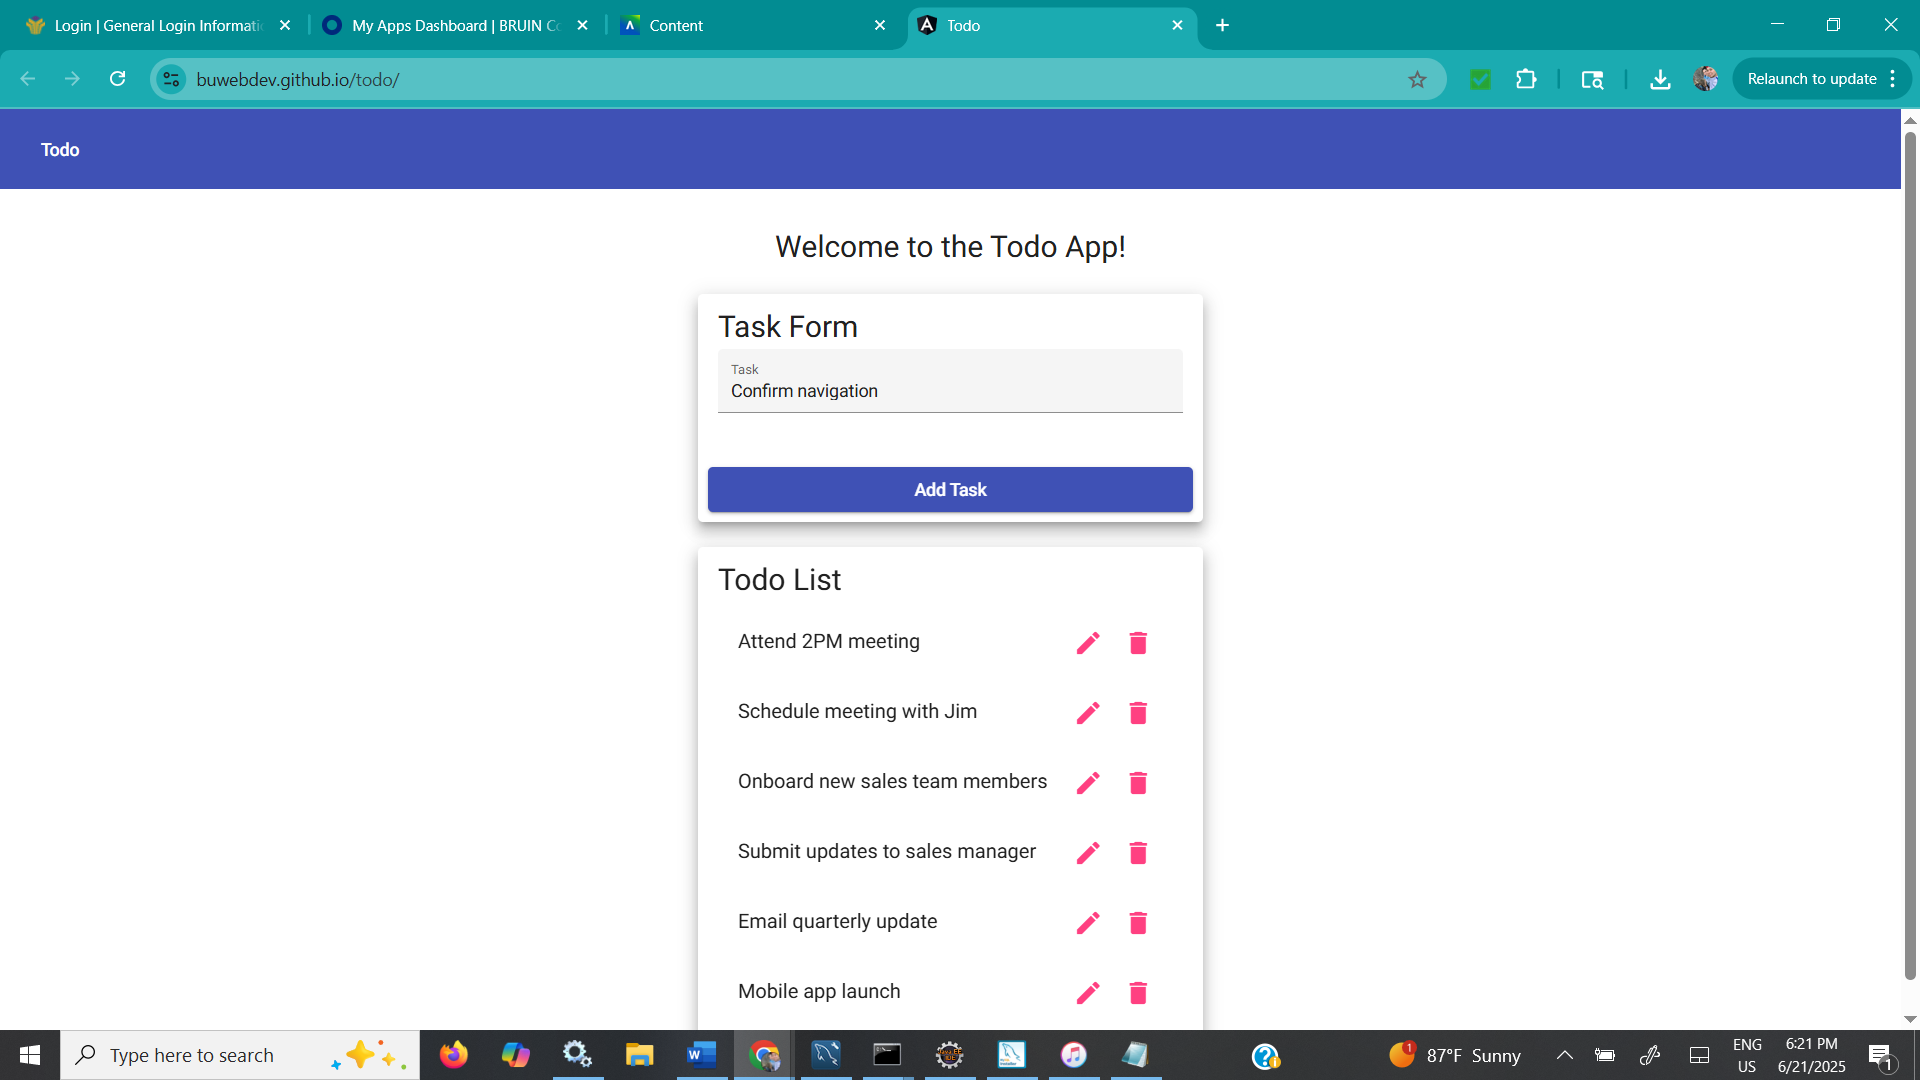 Login | General Login Informati
My Apps Dashboard | BRUIN Co
Content
Todo
buwebdev.github.io/todo/
Relaunch to update
Todo
Welcome to the Todo App!
Task Form
Task
Confirm navigation
Add Task
Todo List
Attend 2PM meeting
Schedule meeting with Jim
Onboard new sales team members
Submit updates to sales manager
Email quarterly update
Mobile app launch
Type here to search
1
87°F Sunny
ENG
US
6:21 PM
6/21/2025
1